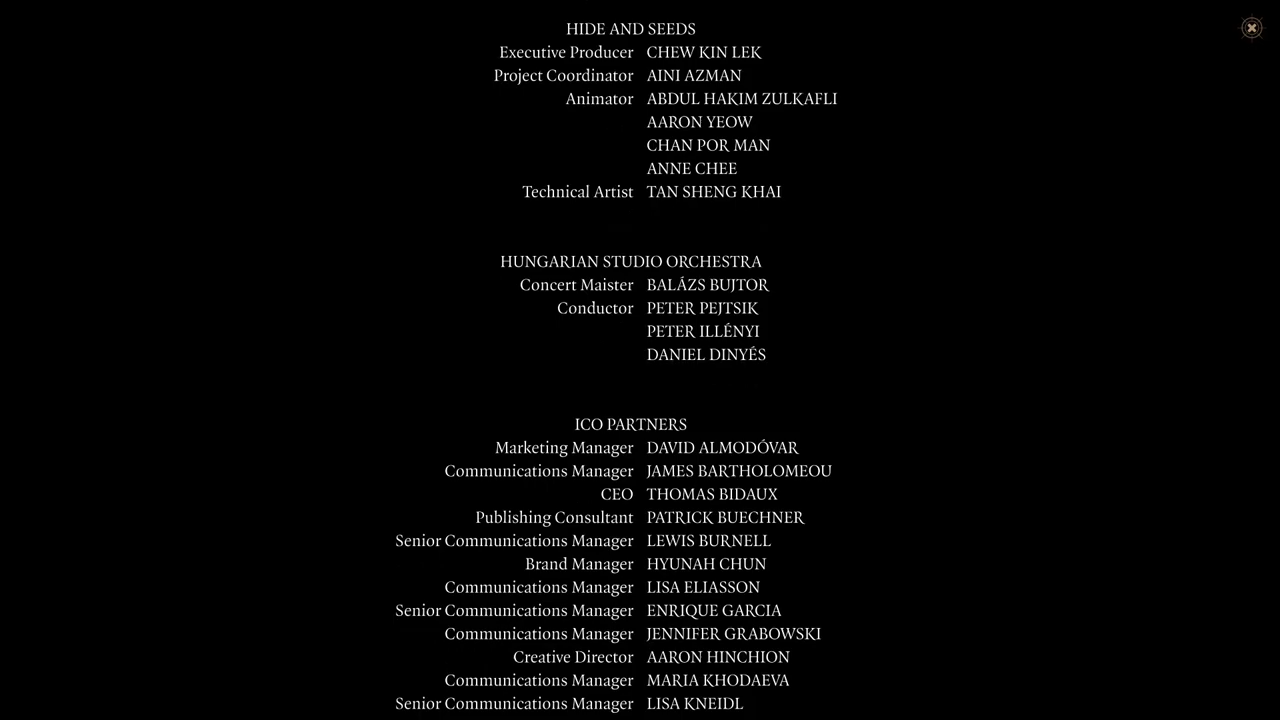 HIDE AND SEEDS
Executive Producer CHEW KIN LEK
Project Coordinator AINI AZMAN
Animator ABDUL HAKIM ZULKAFLI
AARON YEOW
CHAN POR MAN
ANNE CHEE
Technical Artist TAN SHENG KHAI
HUNGARIAN STUDIO ORCHESTRA
Concert Maister BALÁZS BUJTOR
Conductor PETER PEJTSIK
PETER ILLÉNYI
DANIEL DINYÉS
ICO PARTNERS
Marketing Manager DAVID ALMODÓVAR
Communications Manager JAMES BARTHOLOMEOU
CEO THOMAS BIDAUX
Publishing Consultant PATRICK BUECHNER
Senior Communications Manager LEWIS BURNELL
Brand Manager HYUNAH CHUN
Communications Manager LISA ELIASSON
Senior Communications Manager ENRIQUE GARCIA
Communications Manager JENNIFER GRABOWSKI
Creative Director AARON HINCHION
Communications Manager MARIA KHODAEVA
Senior Communications Manager LISA KNEIDL